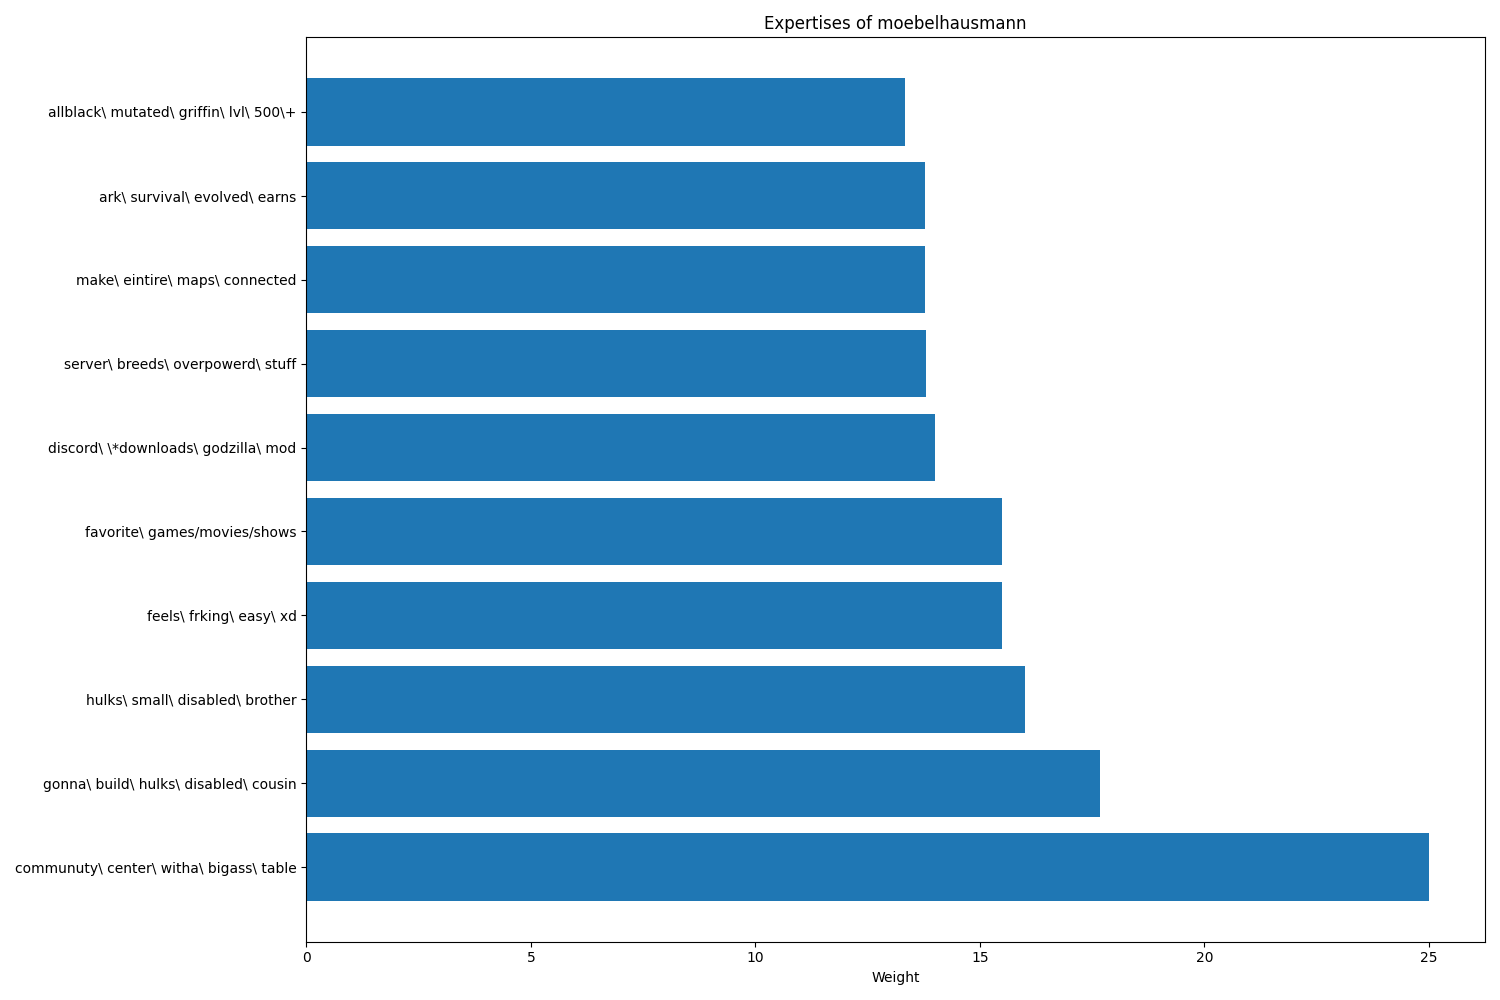 Expertises of moebelhausmann
allblack\ mutated\ griffin\ lvl\ 500\+
ark\ survival\ evolved\ earns
make\ eintire\ maps\ connected
server\ breeds\ overpowerd\ stuff
discord\ \*downloads\ godzilla\ mod
favorite\ games/movies/shows
feels\ frking\ easy\ xd
hulks\ small\ disabled\ brother
gonna\ build\ hulks\ disabled\ cousin
communuty\ center\ witha\ bigass\ table
0 5 10 15 20 25
Weight